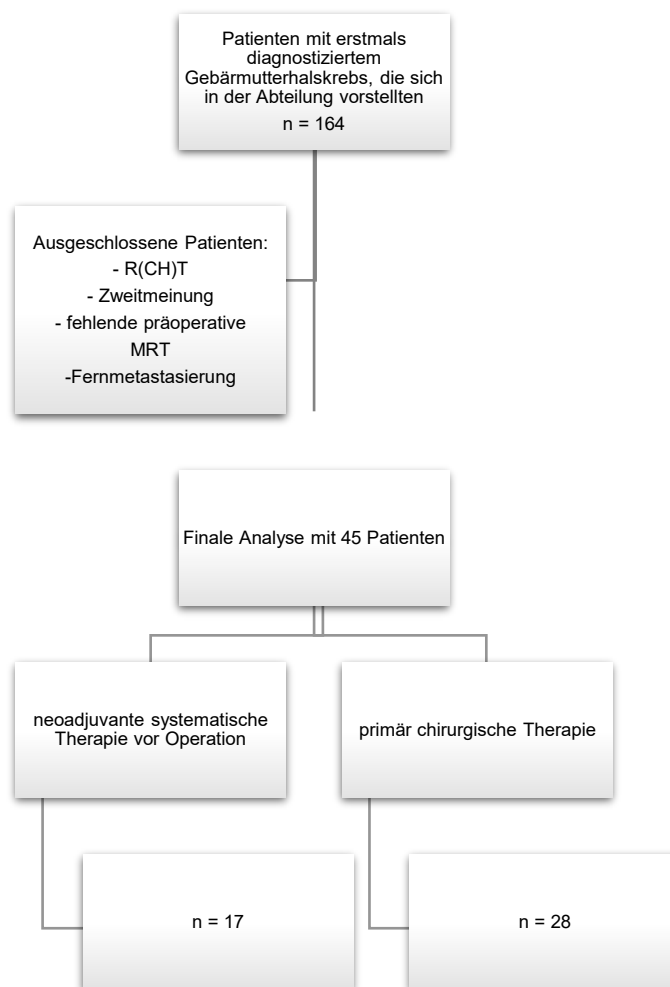 Patienten mit erstmals
diagnostiziertem
Gebärmutterhalskrebs, die sich
in der Abteilung vorstellten
n = 164
Ausgeschlossene Patienten:
- R(CH)T
- Zweitmeinung
- fehlende präoperative
MRT
-Fernmetastasierung
Finale Analyse mit 45 Patienten
neoadjuvante systematische
Therapie vor Operation
primär chirurgische Therapie
n = 17
n = 28